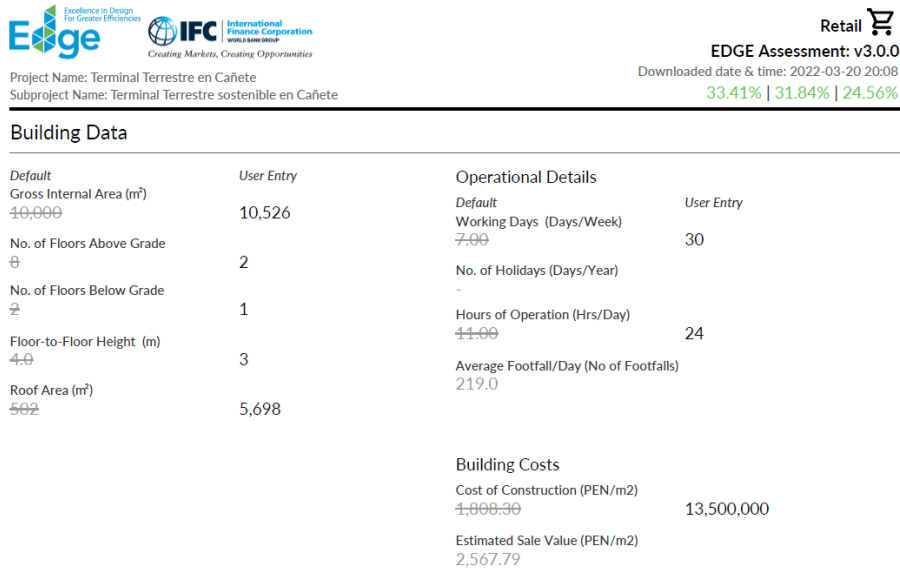 Edge
Excellence in Design
For Greater Efficiencies
IFC
International
Finance Corporation
WORLD BANK GROUP
Creating Markets, Creating Opportunities
Retail
EDGE Assessment: v3.0.0
Project Name: Terminal Terrestre en Cañete
Downloaded date & time: 2022-03-20 20:08
Subproject Name: Terminal Terrestre sostenible en Cañete
33.41% | 31.84% | 24.56%
Building Data
Default User Entry
Gross Internal Area (m²)
10,000 10,526
No. of Floors Above Grade
8 2
No. of Floors Below Grade
2 1
Floor-to-Floor Height (m)
4.0 3
Roof Area (m²)
502 5,698
Operational Details
Default User Entry
Working Days (Days/Week)
7.00 30
No. of Holidays (Days/Year)
-
Hours of Operation (Hrs/Day)
11.00 24
Average Footfall/Day (No of Footfalls)
219.0
Building Costs
Cost of Construction (PEN/m2)
1,808.30 13,500,000
Estimated Sale Value (PEN/m2)
2,567.79